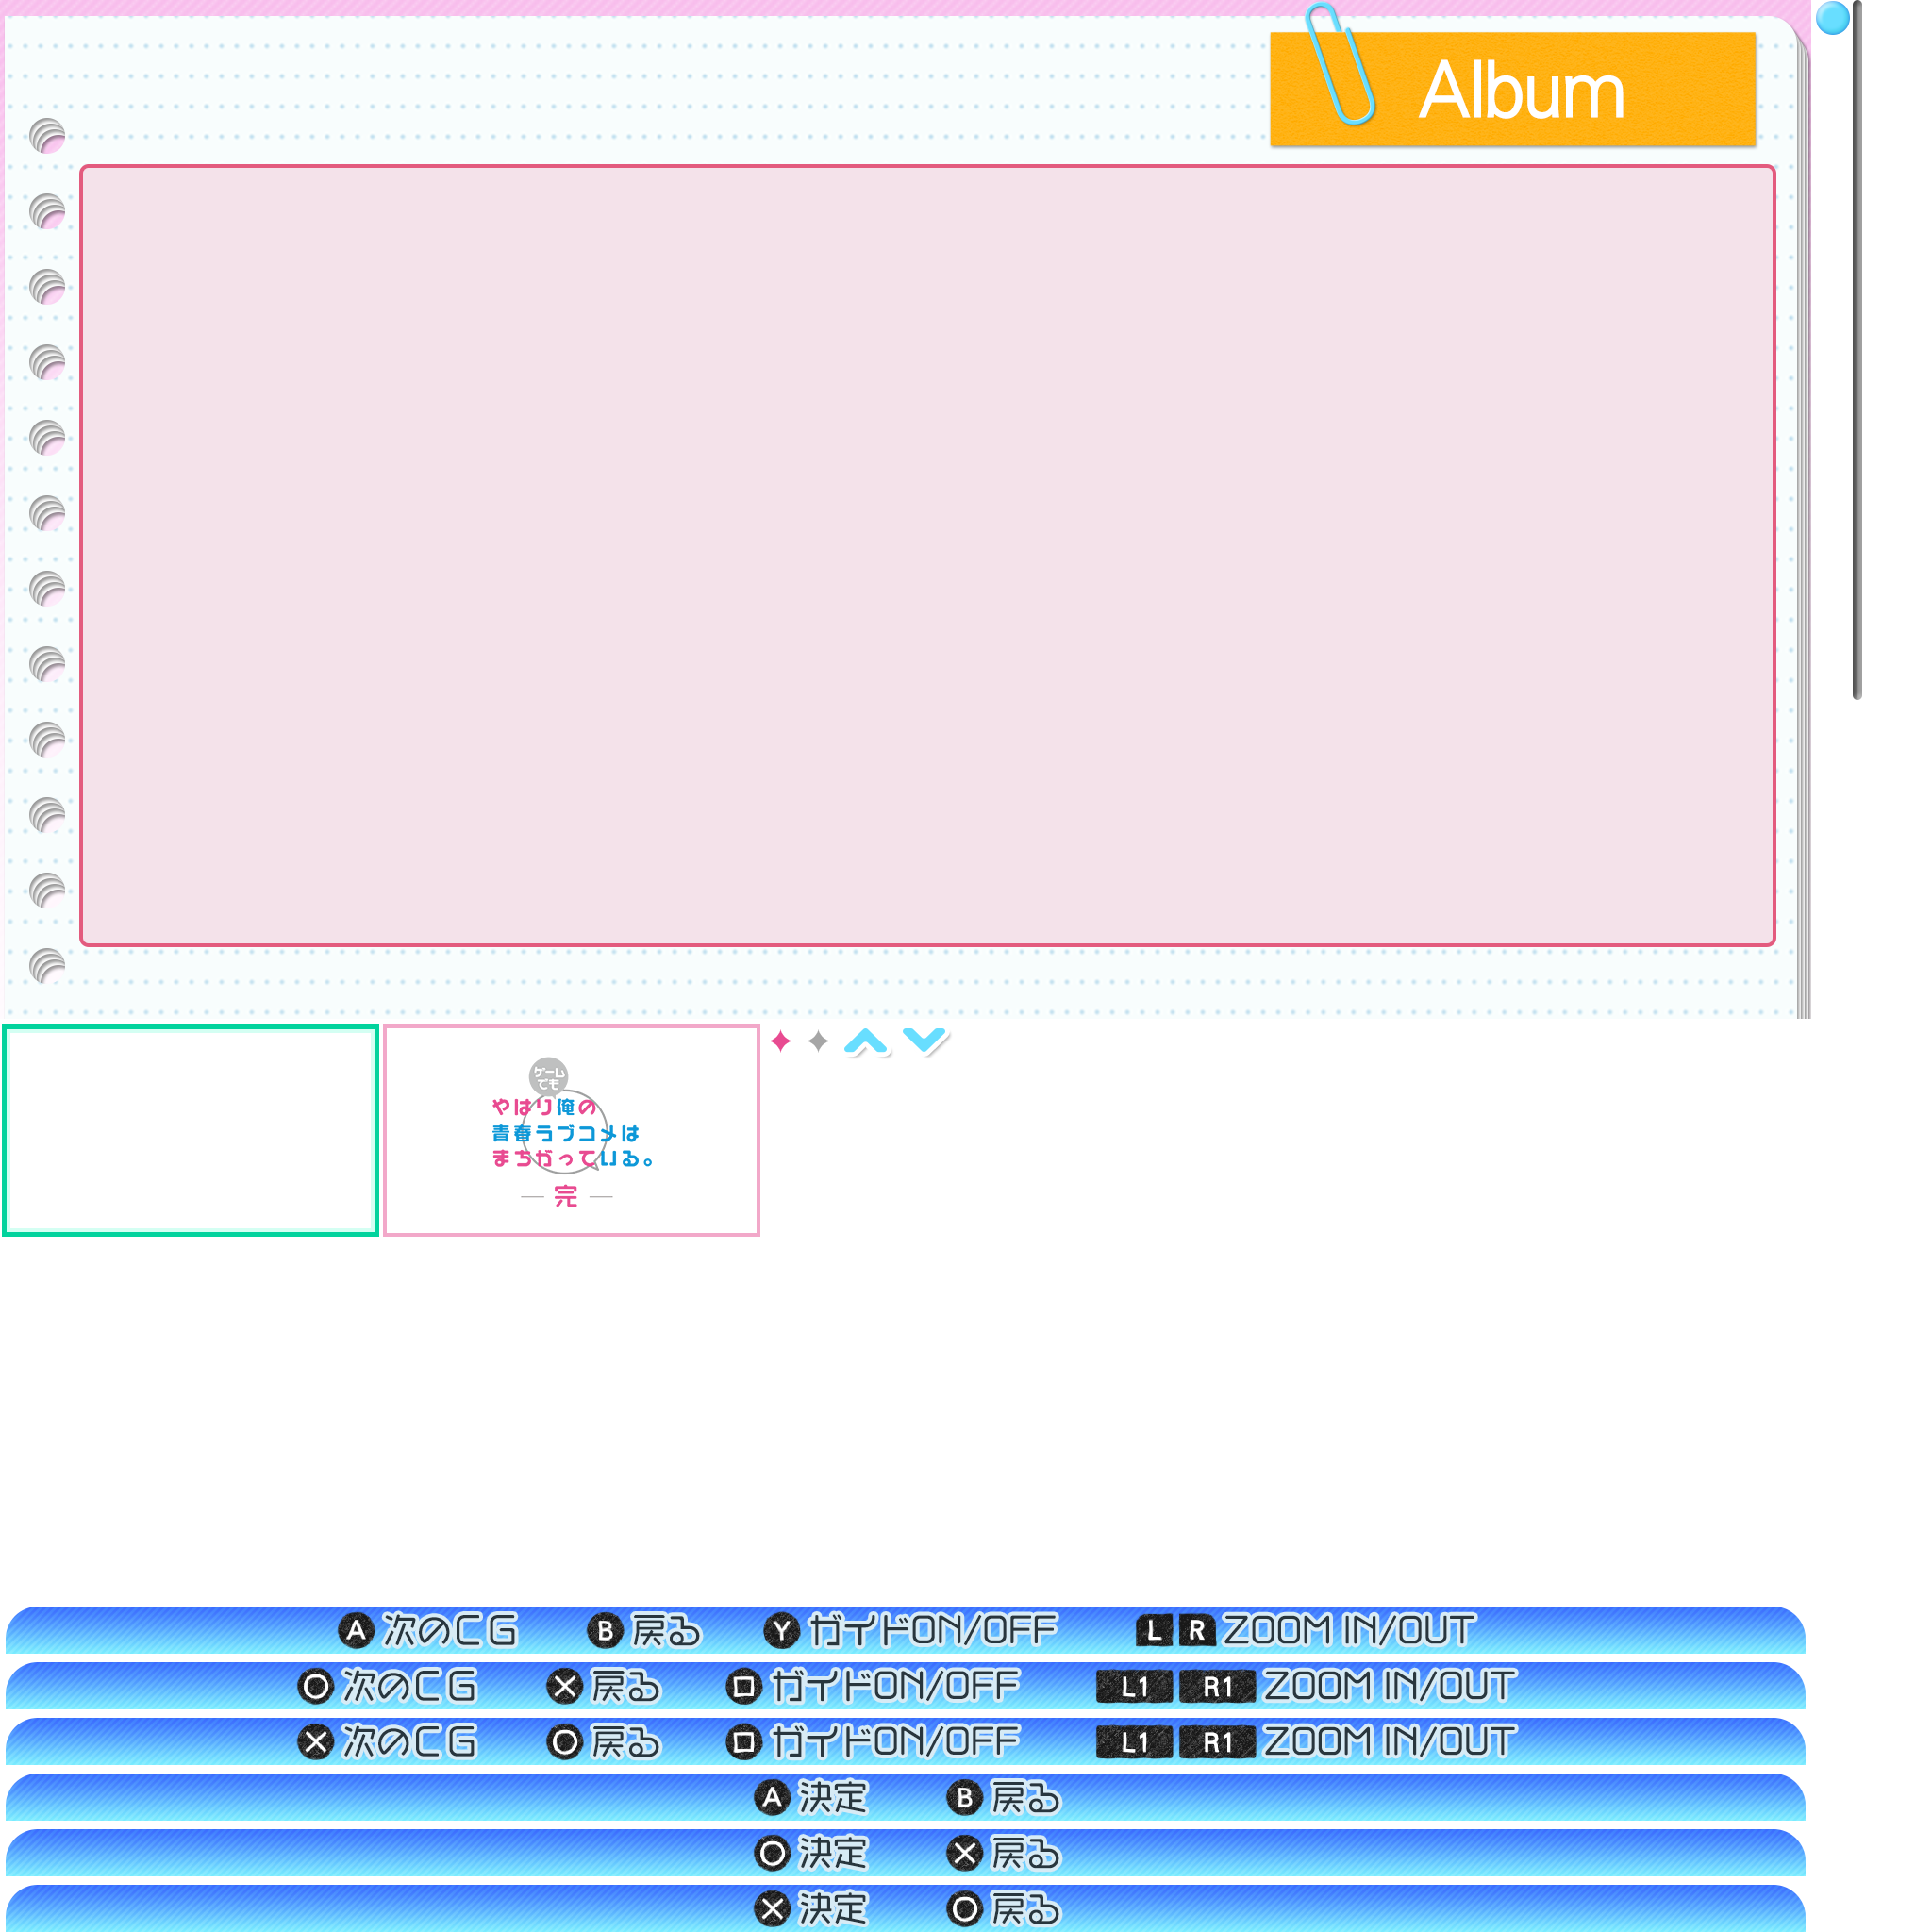 Album
ゲーム
でも
やはり俺の
青春ラブコメは
まちがっている。
完
A 次のCG B 戻る Y ガイドON/OFF L R ZOOM IN/OUT
○ 次のCG × 戻る □ ガイドON/OFF L1 R1 ZOOM IN/OUT
× 次のCG ○ 戻る □ ガイドON/OFF L1 R1 ZOOM IN/OUT
A 決定 B 戻る
○ 決定 × 戻る
× 決定 ○ 戻る